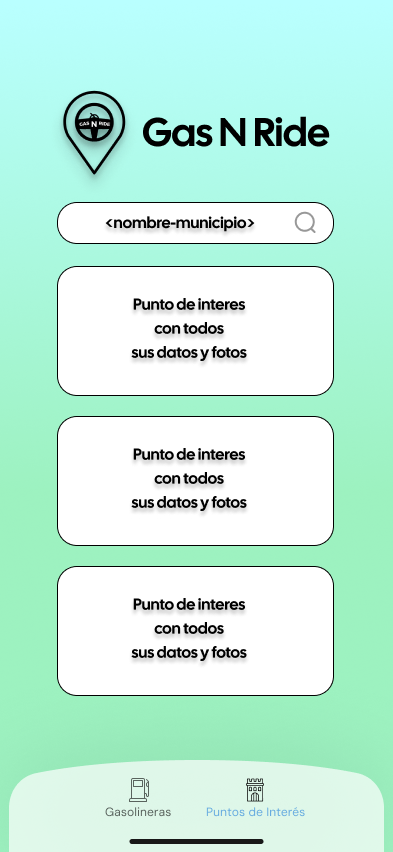 GAS N RIDE
Gas N Ride
<nombre-municipio>
Punto de interes
con todos
sus datos y fotos
Punto de interes
con todos
sus datos y fotos
Punto de interes
con todos
sus datos y fotos
Gasolineras
Puntos de Interés